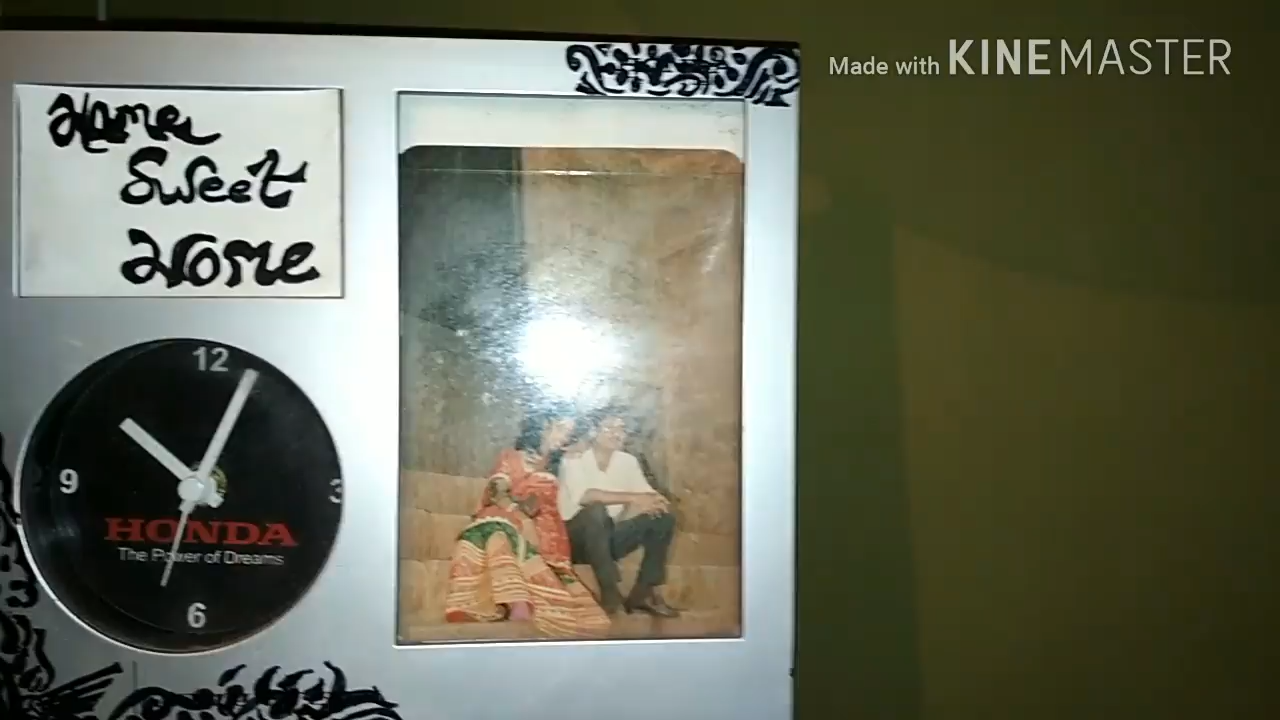 Made with KINEMASTER
Home
Sweet
Home
12
9
3
HONDA
The Power of Dreams
6